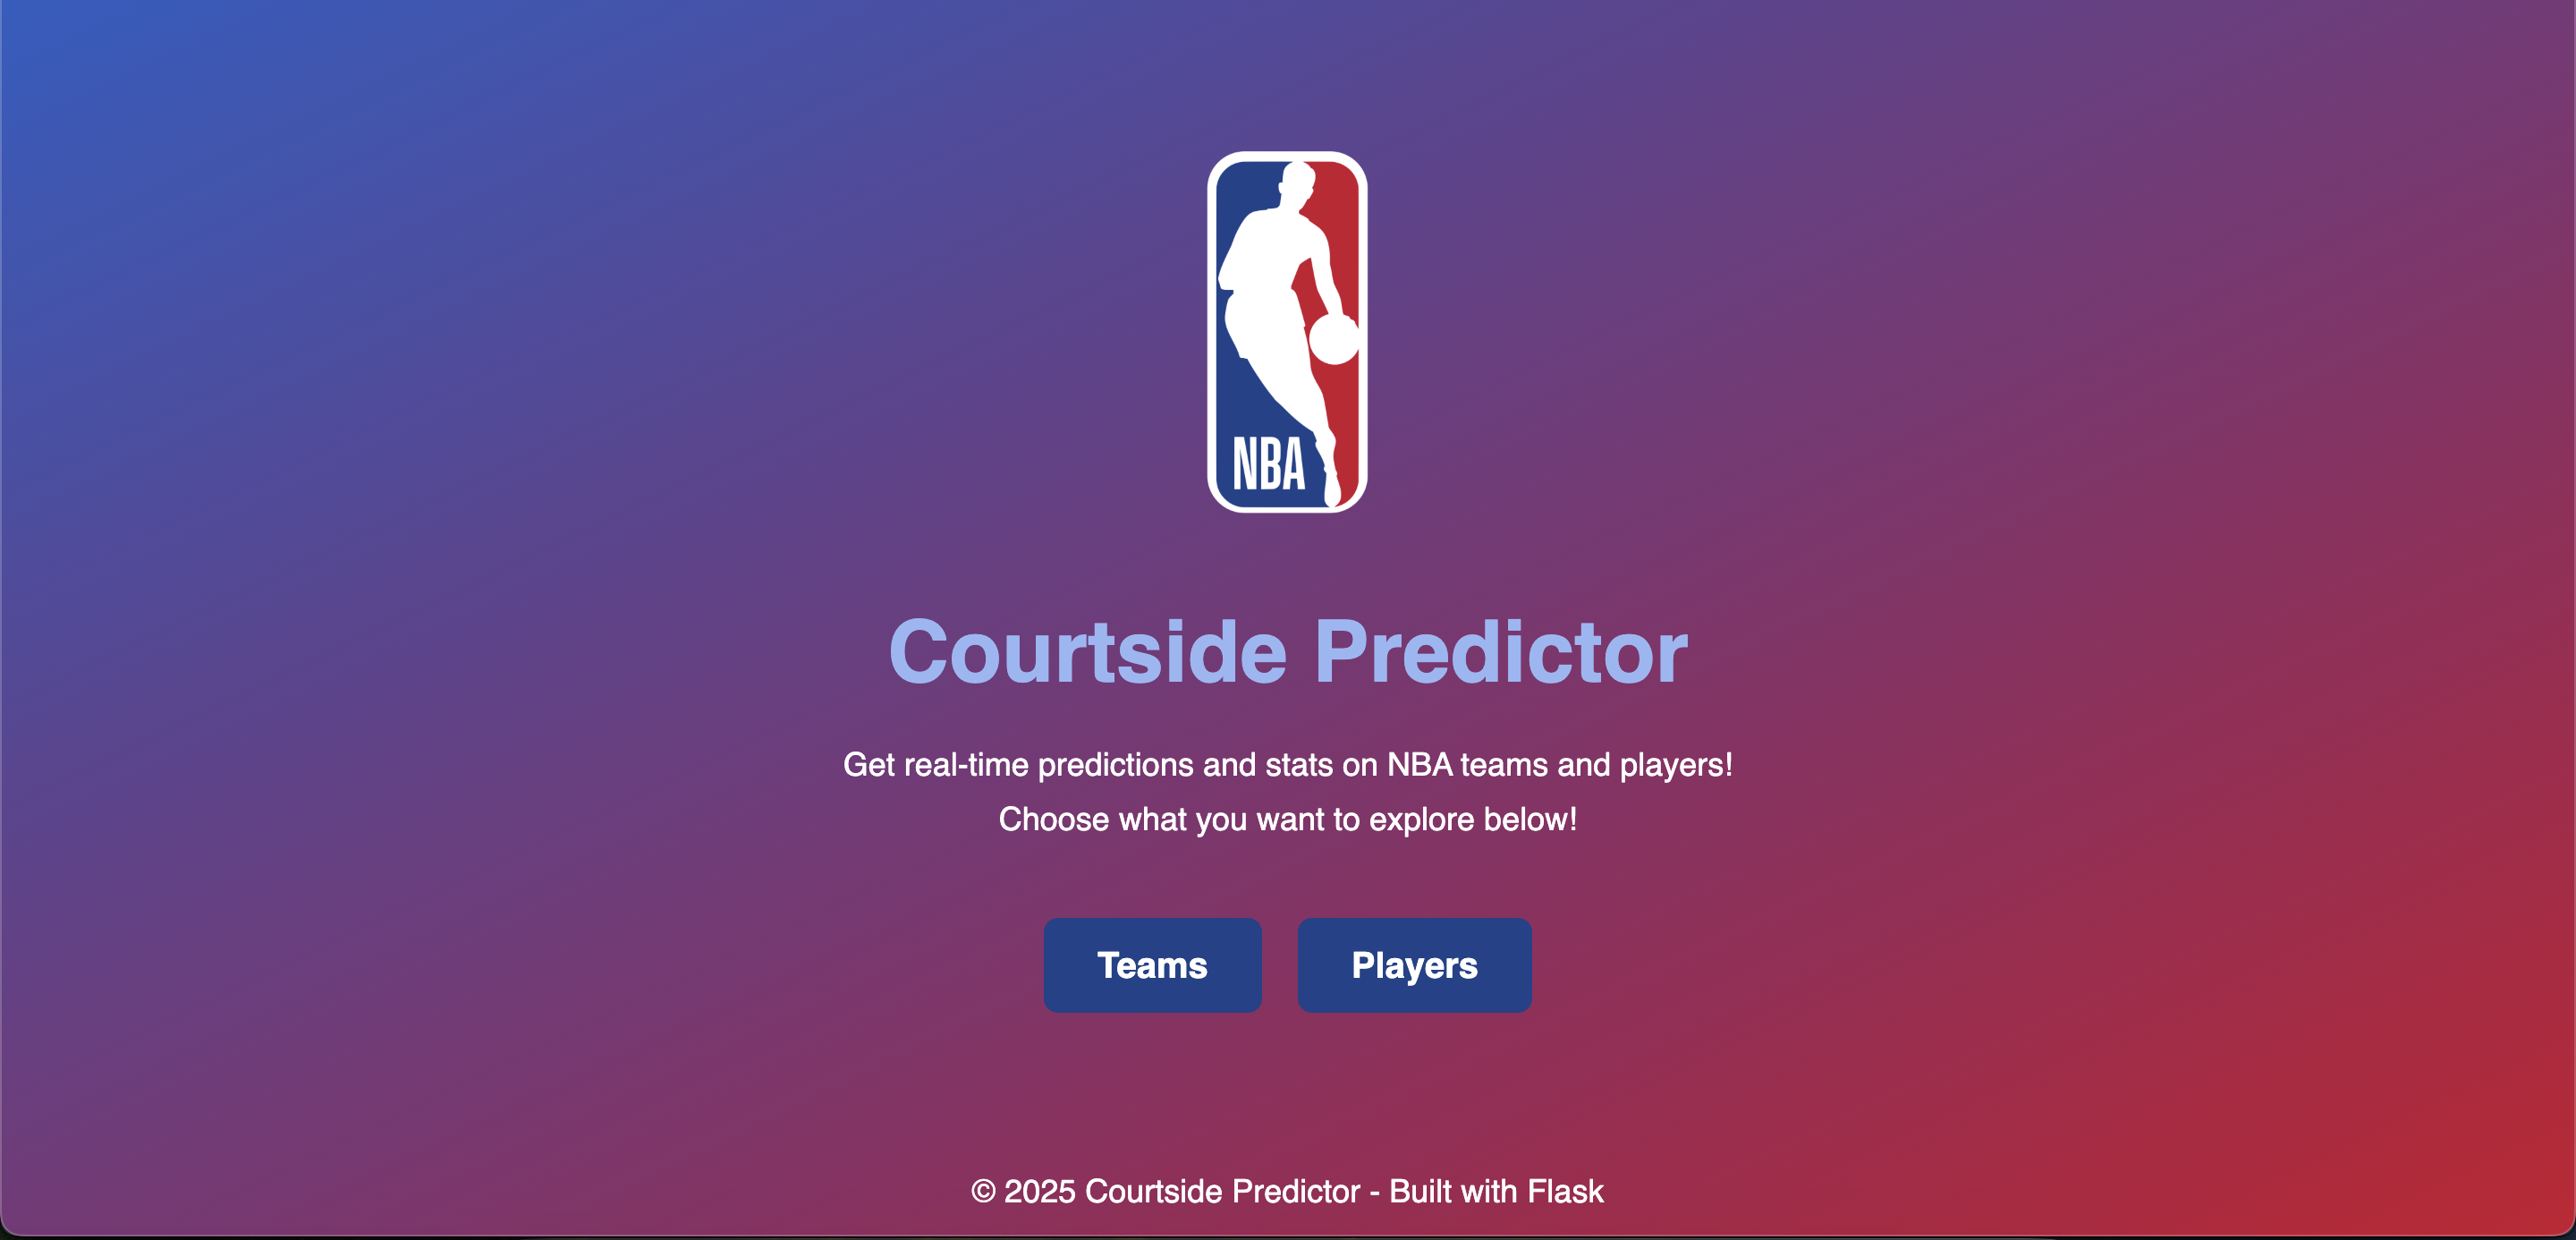 NBA
Courtside Predictor
Get real-time predictions and stats on NBA teams and players!
Choose what you want to explore below!
Teams
Players
© 2025 Courtside Predictor - Built with Flask